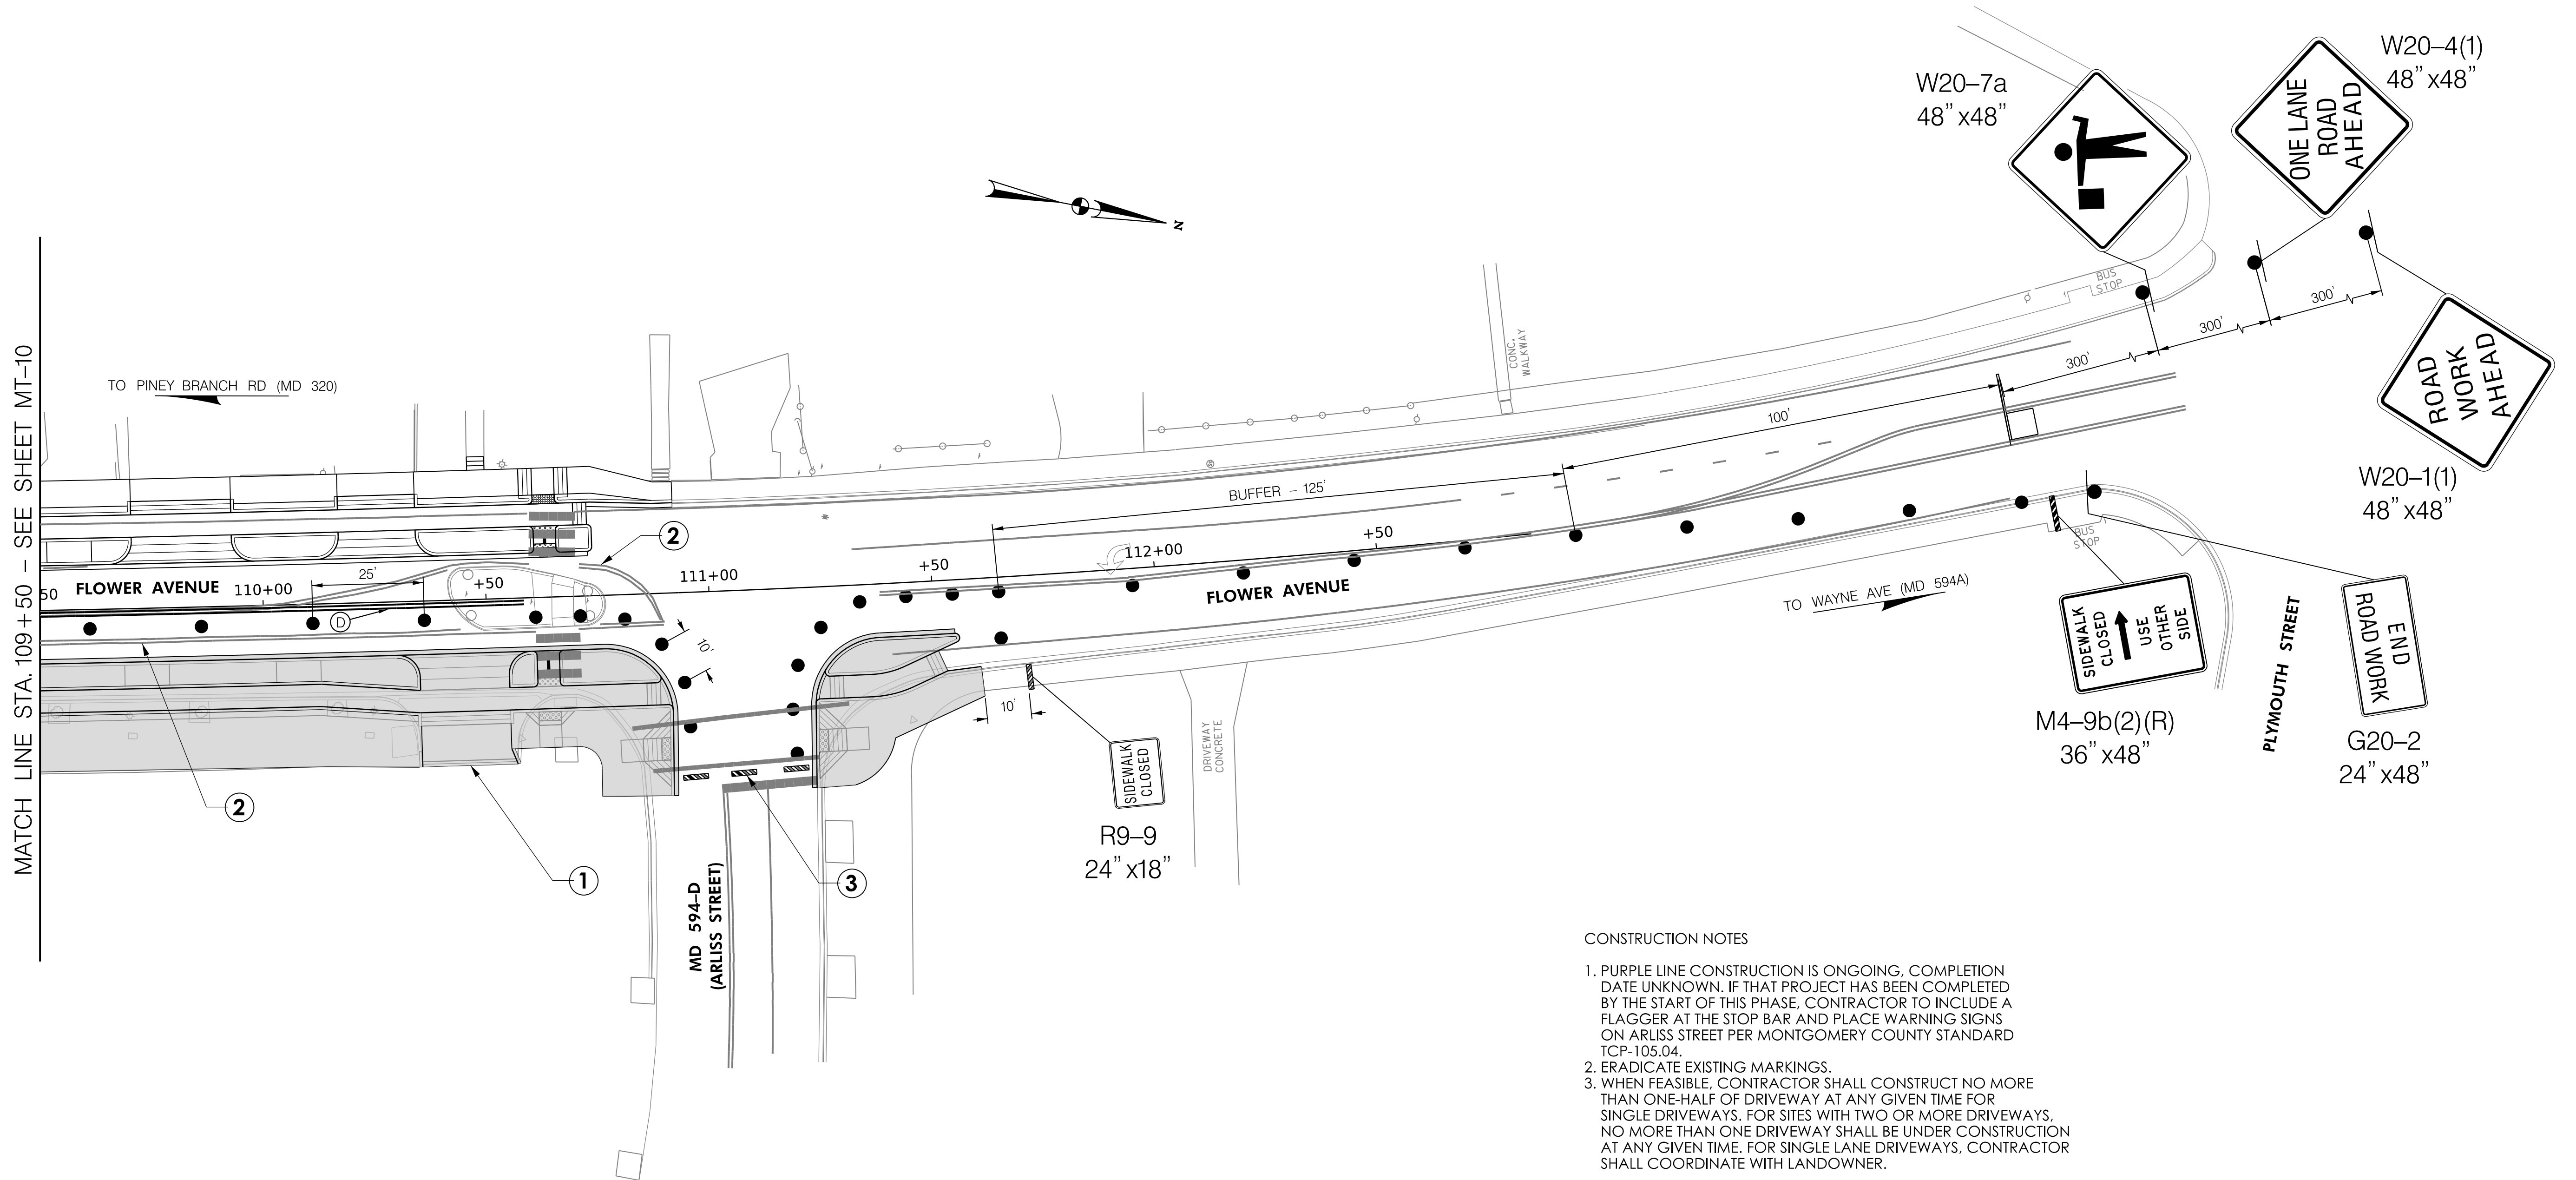 MATCH LINE STA. 109+50 – SEE SHEET MT–10
TO PINEY BRANCH RD (MD 320)
N
W20–7a
48”x48”
W20–4(1)
48”x48”
ONE LANE
ROAD
AHEAD
BUS
STOP
300’
300’
300’
ROAD
WORK
AHEAD
W20–1(1)
48”x48”
CONC.
WALKWAY
100’
BUFFER – 125’
2
50
FLOWER AVENUE
110+00
25’
+50
111+00
+50
112+00
+50
FLOWER AVENUE
D
10’
10’
TO WAYNE AVE (MD 594A)
BUS
STOP
SIDEWALK
CLOSED
USE
OTHER
SIDE
M4–9b(2)(R)
36”x48”
PLYMOUTH STREET
END
ROAD WORK
G20–2
24”x48”
SIDEWALK
CLOSED
R9–9
24”x18”
DRIVEWAY
CONCRETE
2
1
3
MD 594–D
(ARLISS STREET)
CONSTRUCTION NOTES
1. PURPLE LINE CONSTRUCTION IS ONGOING, COMPLETION
DATE UNKNOWN. IF THAT PROJECT HAS BEEN COMPLETED
BY THE START OF THIS PHASE, CONTRACTOR TO INCLUDE A
FLAGGER AT THE STOP BAR AND PLACE WARNING SIGNS
ON ARLISS STREET PER MONTGOMERY COUNTY STANDARD
TCP-105.04.
2. ERADICATE EXISTING MARKINGS.
3. WHEN FEASIBLE, CONTRACTOR SHALL CONSTRUCT NO MORE
THAN ONE-HALF OF DRIVEWAY AT ANY GIVEN TIME FOR
SINGLE DRIVEWAYS. FOR SITES WITH TWO OR MORE DRIVEWAYS,
NO MORE THAN ONE DRIVEWAY SHALL BE UNDER CONSTRUCTION
AT ANY GIVEN TIME. FOR SINGLE LANE DRIVEWAYS, CONTRACTOR
SHALL COORDINATE WITH LANDOWNER.